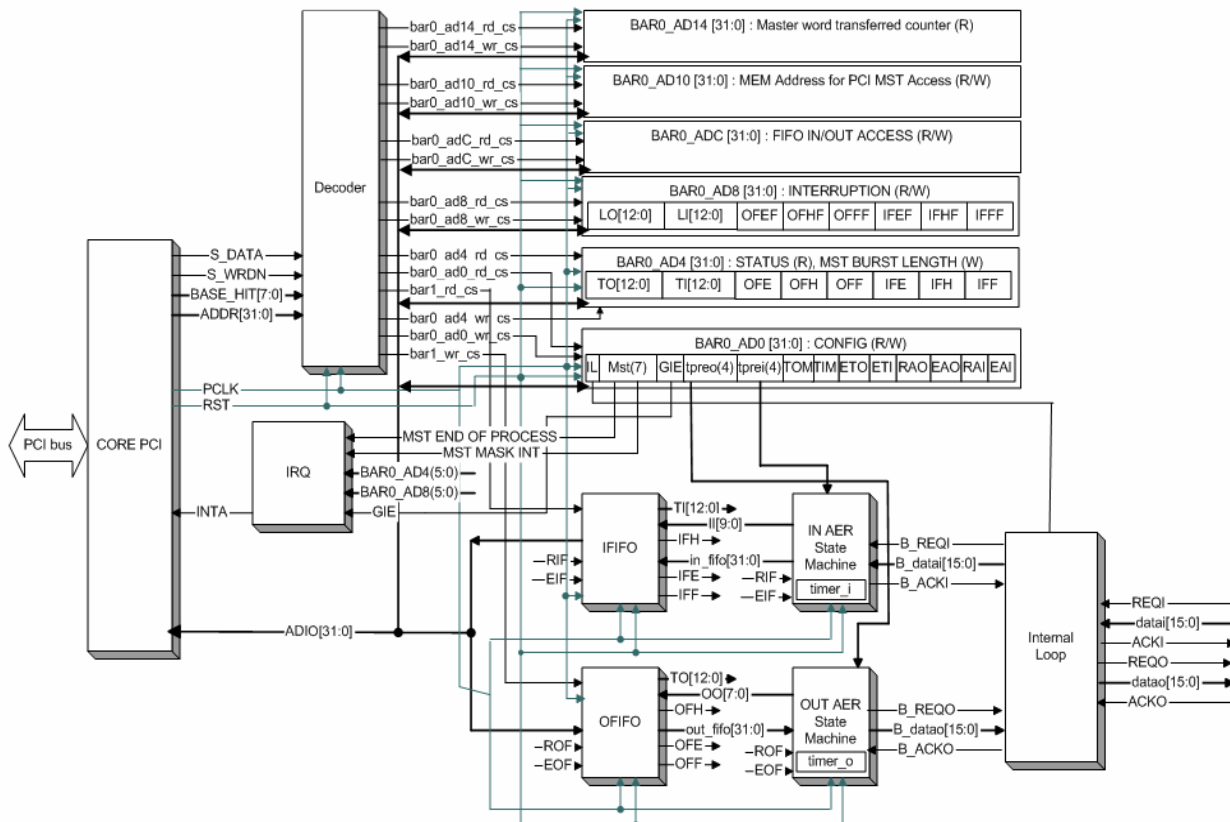 bar0_ad14_rd_cs
bar0_ad14_wr_cs
BAR0_AD14 [31:0] : Master word transferred counter (R)
bar0_ad10_rd_cs
bar0_ad10_wr_cs
BAR0_AD10 [31:0] : MEM Address for PCI MST Access (R/W)
bar0_adC_rd_cs
bar0_adC_wr_cs
BAR0_ADC [31:0] : FIFO IN/OUT ACCESS (R/W)
Decoder
bar0_ad8_rd_cs
bar0_ad8_wr_cs
BAR0_AD8 [31:0] : INTERRUPTION (R/W)
LO[12:0] LI[12:0] OFEF OFHF OFFF IFEF IFHF IFFF
S_DATA
S_WRDN
BASE_HIT[7:0]
ADDR[31:0]
bar0_ad4_rd_cs
bar0_ad0_rd_cs
bar1_rd_cs
bar0_ad4_wr_cs
bar0_ad0_wr_cs
bar1_wr_cs
BAR0_AD4 [31:0] : STATUS (R), MST BURST LENGTH (W)
TO[12:0] TI[12:0] OFE OFH OFF IFE IFH IFF
BAR0_AD0 [31:0] : CONFIG (R/W)
IL Mst(7) GIE tpreo(4) tprei(4) TOM TIM ETO ETI RAO EAO RAI EAI
PCLK
RST
PCI bus
CORE PCI
IRQ
MST END OF PROCESS
MST MASK INT
BAR0_AD4(5:0)
BAR0_AD8(5:0)
GIE
INTA
IFIFO
TI[12:0]
II[9:0]
IFH
in_fifo[31:0]
IFE
IFF
RIF
EIF
RIF
EIF
IN AER
State
Machine
timer_i
B_REQI
B_datai[15:0]
B_ACKI
ADIO[31:0]
Internal
Loop
REQI
datai[15:0]
ACKI
REQO
datao[15:0]
ACKO
OFIFO
TO[12:0]
OO[7:0]
OFH
out_fifo[31:0]
OFE
OFF
ROF
EOF
ROF
EOF
OUT AER
State
Machine
timer_o
B_REQO
B_datao[15:0]
B_ACKO